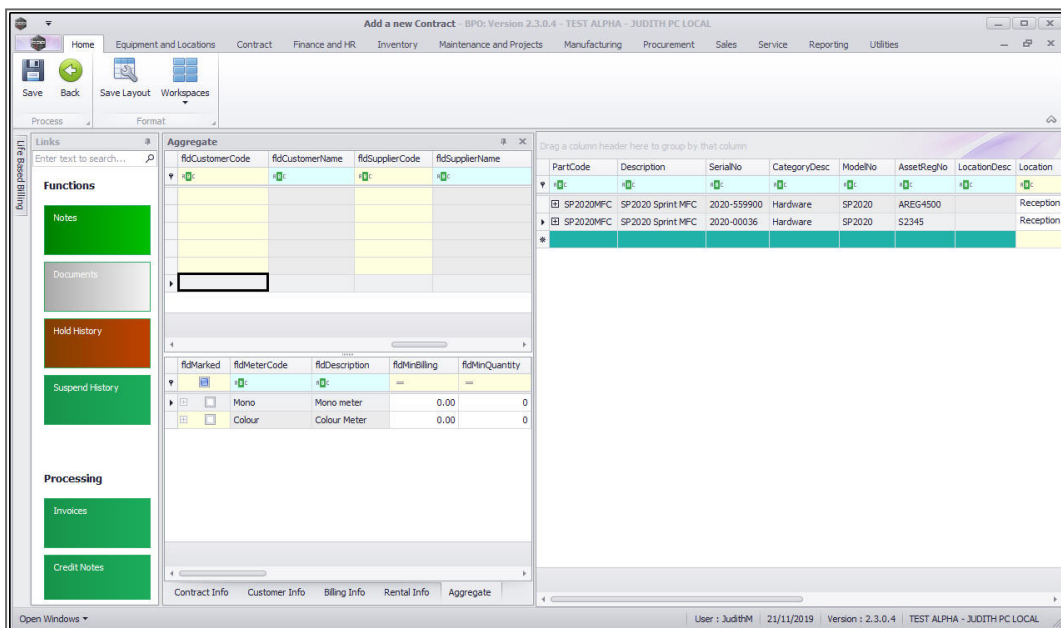 Add a new Contract - BPO: Version 2.3.0.4 - TEST ALPHA - JUDITH PC LOCAL
Home Equipment and Locations Contract Finance and HR Inventory Maintenance and Projects Manufacturing Procurement Sales Service Reporting Utilities
Save Back Save Layout Workspaces
Process Format
Life Based Billing
Links
Enter text to search...
Functions
Notes
Documents
Hold History
Suspend History
Processing
Invoices
Credit Notes
Aggregate
fldCustomerCode fldCustomerName fldSupplierCode fldSupplierName
fldMarked fldMeterCode fldDescription fldMinBilling fldMinQuantity
= =
Mono Mono meter 0.00 0
Colour Colour Meter 0.00 0
Contract Info Customer Info Billing Info Rental Info Aggregate
Drag a column header here to group by that column
PartCode Description SerialNo CategoryDesc ModelNo AssetRegNo LocationDesc Location
SP2020MFC SP2020 Sprint MFC 2020-559900 Hardware SP2020 AREG4500 Reception
SP2020MFC SP2020 Sprint MFC 2020-00036 Hardware SP2020 S2345 Reception
Open Windows User : JudithM 21/11/2019 Version : 2.3.0.4 TEST ALPHA - JUDITH PC LOCAL